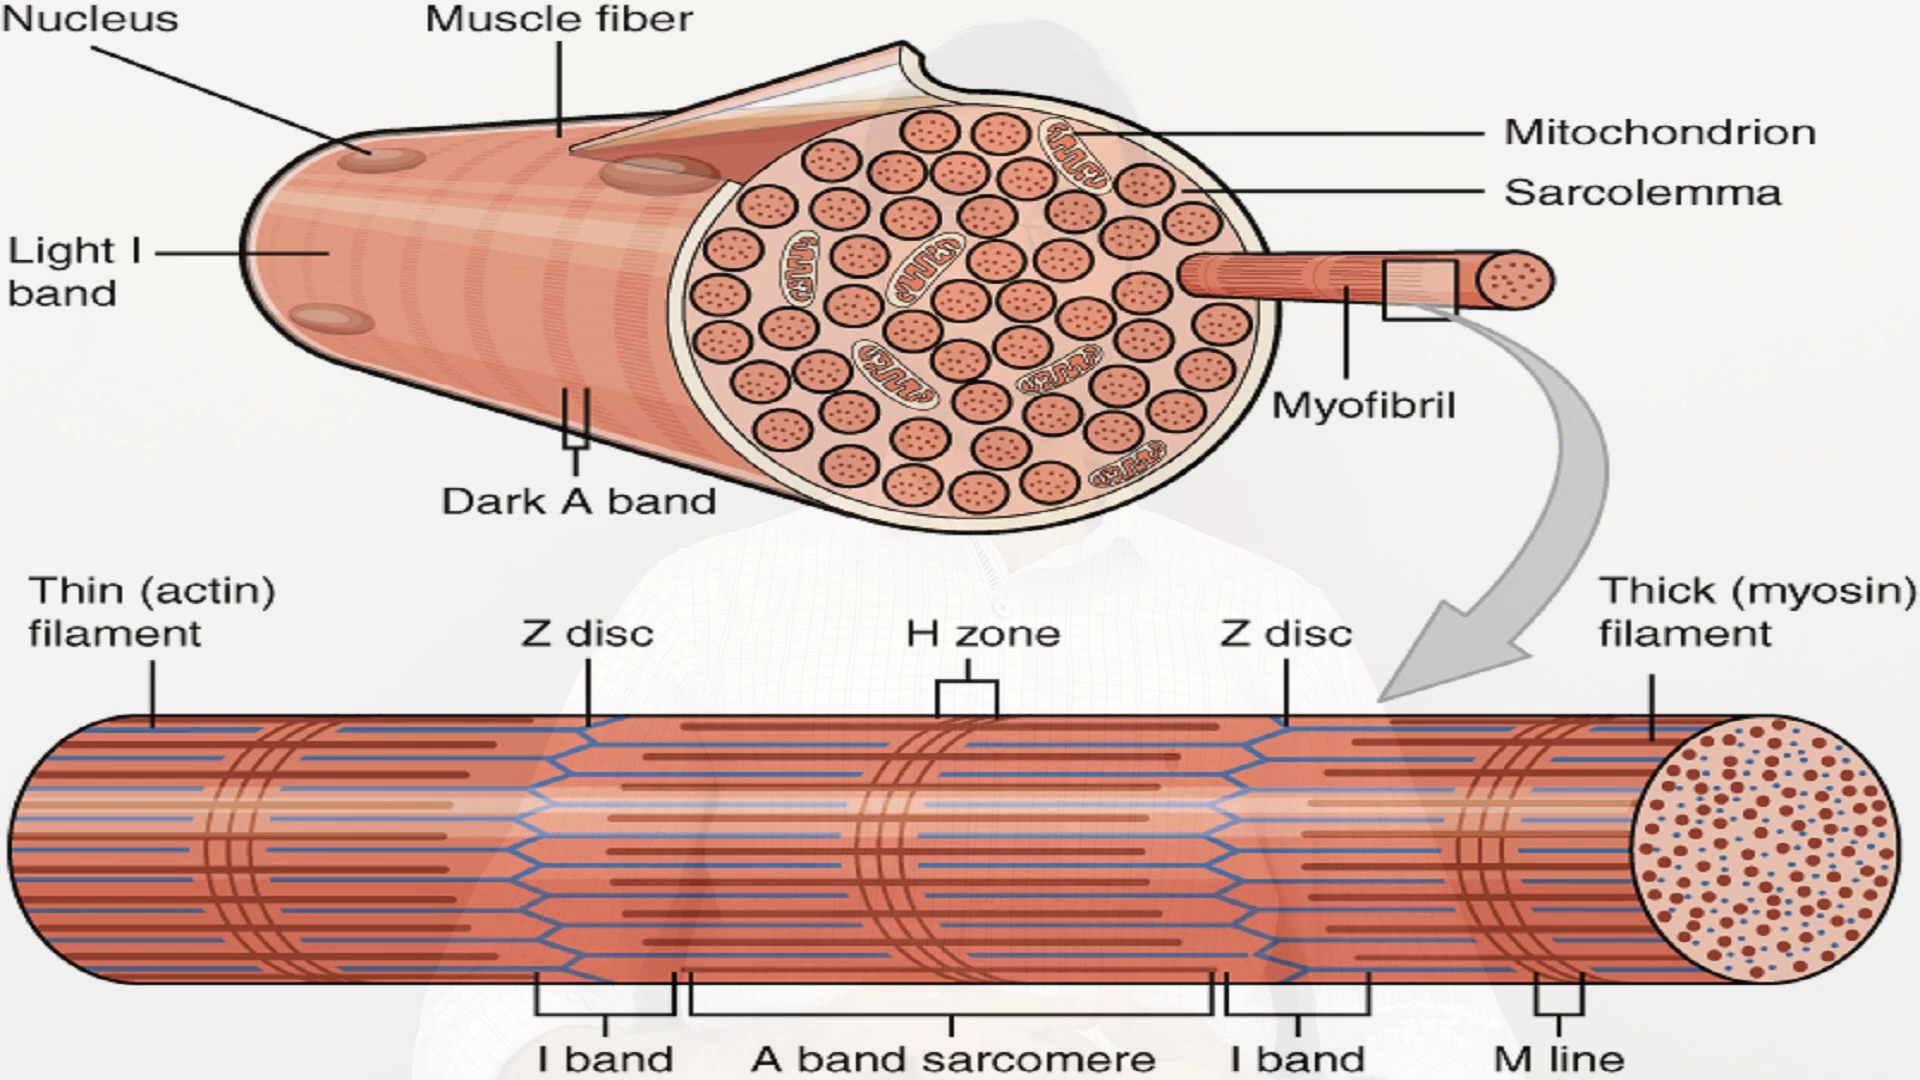 Nucleus
Muscle fiber
Mitochondrion
Sarcolemma
Light I
band
Myofibril
Dark A band
Thin (actin)
filament
Z disc
H zone
Z disc
Thick (myosin)
filament
I band
A band sarcomere
I band
M line